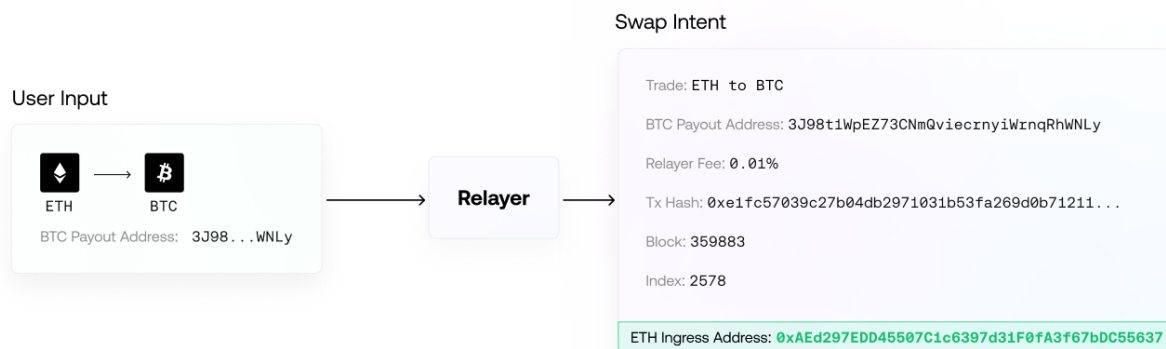 Swap Intent
User Input
ETH
BTC
BTC Payout Address: 3J98...WNLy
Relayer
Trade: ETH to BTC
BTC Payout Address: 3J98t1WpEZ73CNmQviecrnyiWrnqRhWNLy
Relayer Fee: 0.01%
Tx Hash: 0xe1fc57039c27b04db2971031b53fa269d0b71211...
Block: 359883
Index: 2578
ETH Ingress Address: 0xAEd297EDD45507C1c6397d31F0fA3f67bDC55637